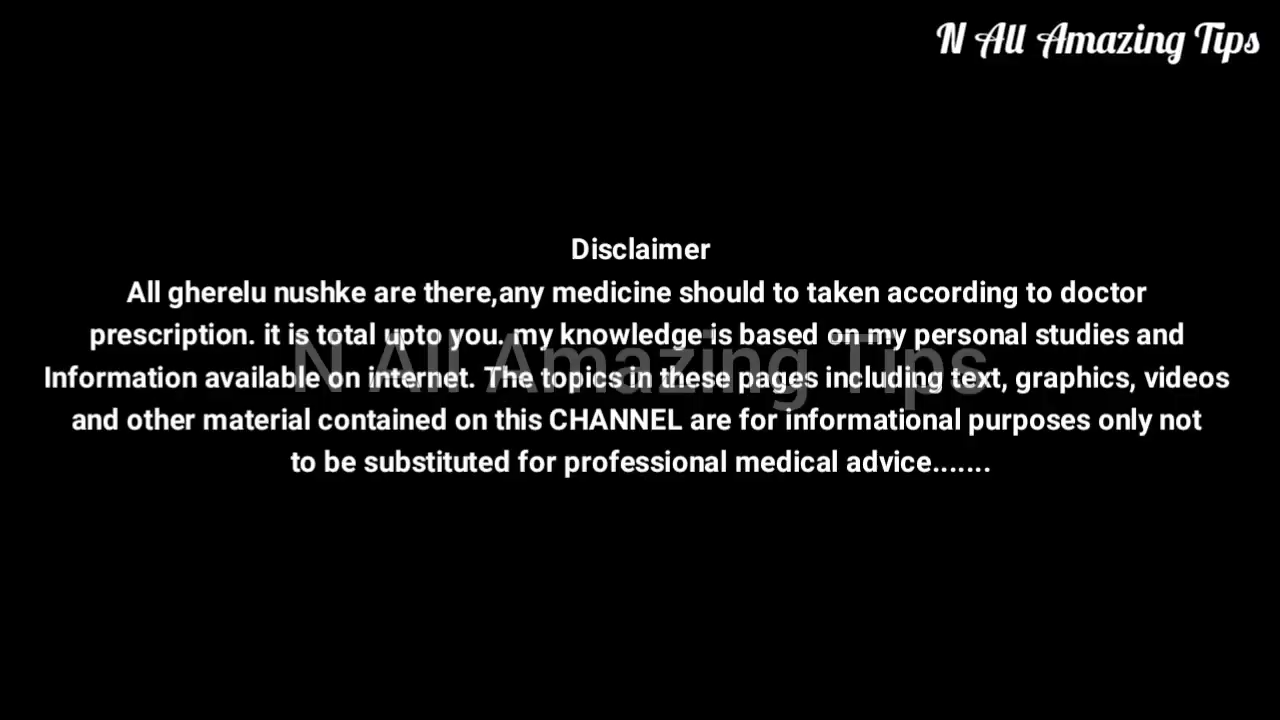 N All Amazing Tips
Disclaimer
All gherelu nushke are there,any medicine should to taken according to doctor
prescription. it is total upto you. my knowledge is based on my personal studies and
N All Amazing Tips
Information available on internet. The topics in these pages including text, graphics, videos
and other material contained on this CHANNEL are for informational purposes only not
to be substituted for professional medical advice.......